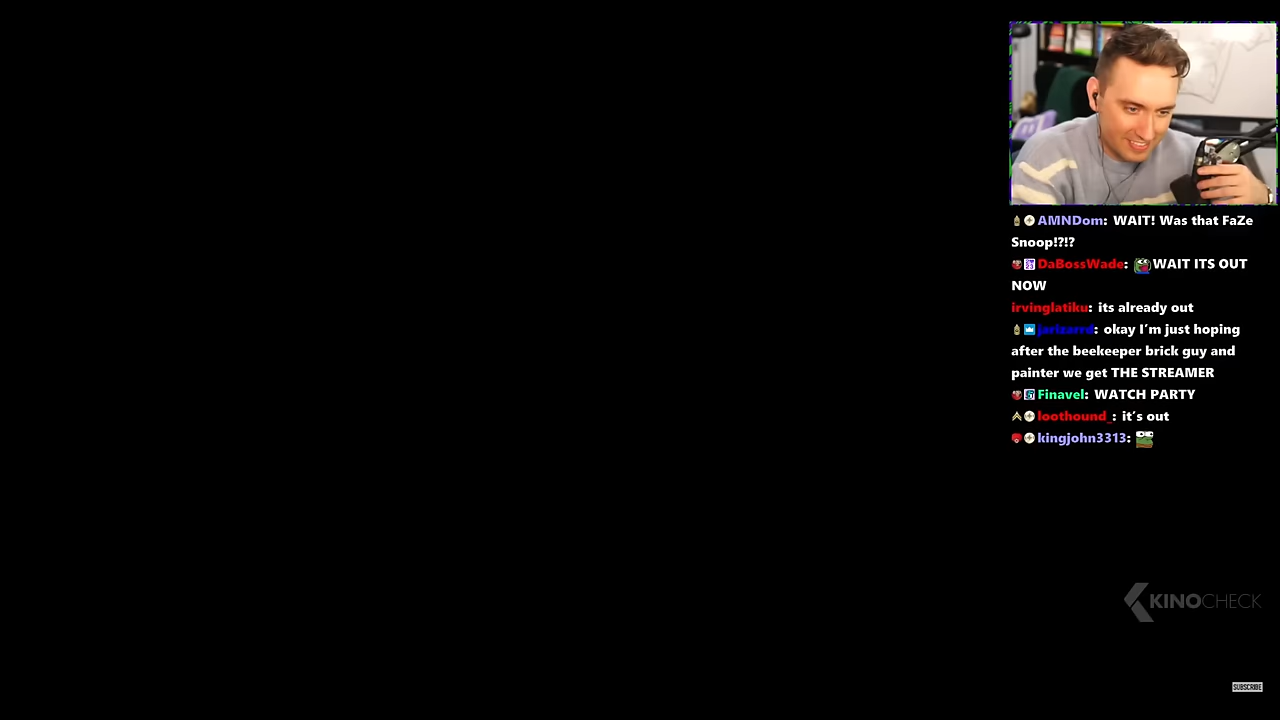 AMNDom: WAIT! Was that FaZe
Snoop!?!?
DaBossWade: WAIT ITS OUT
NOW
irvinglatiku: its already out
jarizarrd: okay I'm just hoping
after the beekeeper brick guy and
painter we get THE STREAMER
Finavel: WATCH PARTY
loothound_: it's out
kingjohn3313:
KINOCHECK
SUBSCRIBE